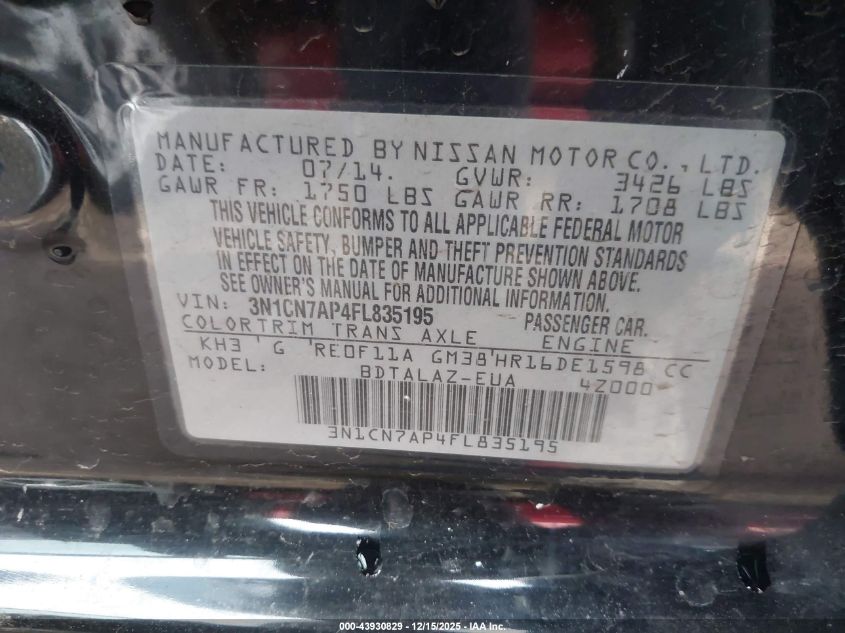 MANUFACTURED BY NISSAN MOTOR CO., LTD.
DATE: 07/14. GVWR: 3426 LBS
GAWR FR: 1750 LBS GAWR RR: 1708 LBS
THIS VEHICLE CONFORMS TO ALL APPLICABLE FEDERAL MOTOR
VEHICLE SAFETY, BUMPER AND THEFT PREVENTION STANDARDS
IN EFFECT ON THE DATE OF MANUFACTURE SHOWN ABOVE.
SEE OWNER'S MANUAL FOR ADDITIONAL INFORMATION.
VIN: 3N1CN7AP4FL835195 PASSENGER CAR.
COLOR TRIM TRANS AXLE ENGINE
KH3 ' G 'RE0F11A GM38'HR16DE1598 CC
MODEL: BDTALAZ-EUA 4Z000
3N1CN7AP4FL835195
000-43930829 - 12/15/2025 - IAA Inc.